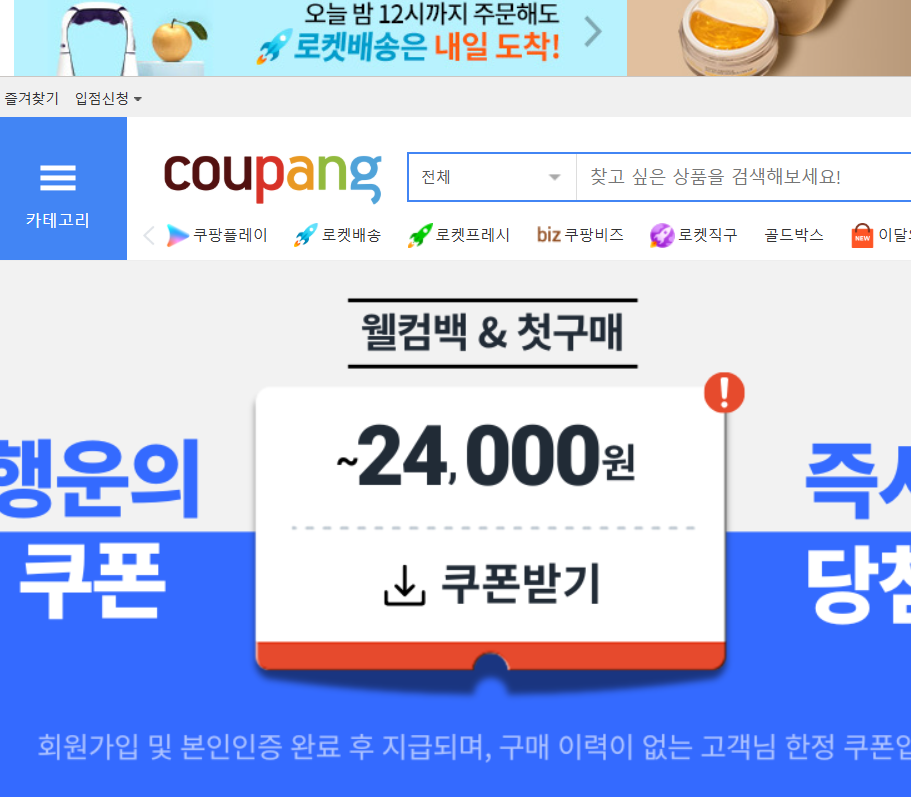 오늘 밤 12시까지 주문해도
로켓배송은 내일 도착!
즐겨찾기 입점신청
카테고리
coupang
전체
찾고 싶은 상품을 검색해보세요!
쿠팡플레이 로켓배송 로켓프레시 biz 쿠팡비즈 로켓직구 골드박스 NEW
웰컴백 & 첫구매
~24,000원
쿠폰받기
행운의
쿠폰
회원가입 및 본인인증 완료 후 지급되며, 구매 이력이 없는 고객님 한정